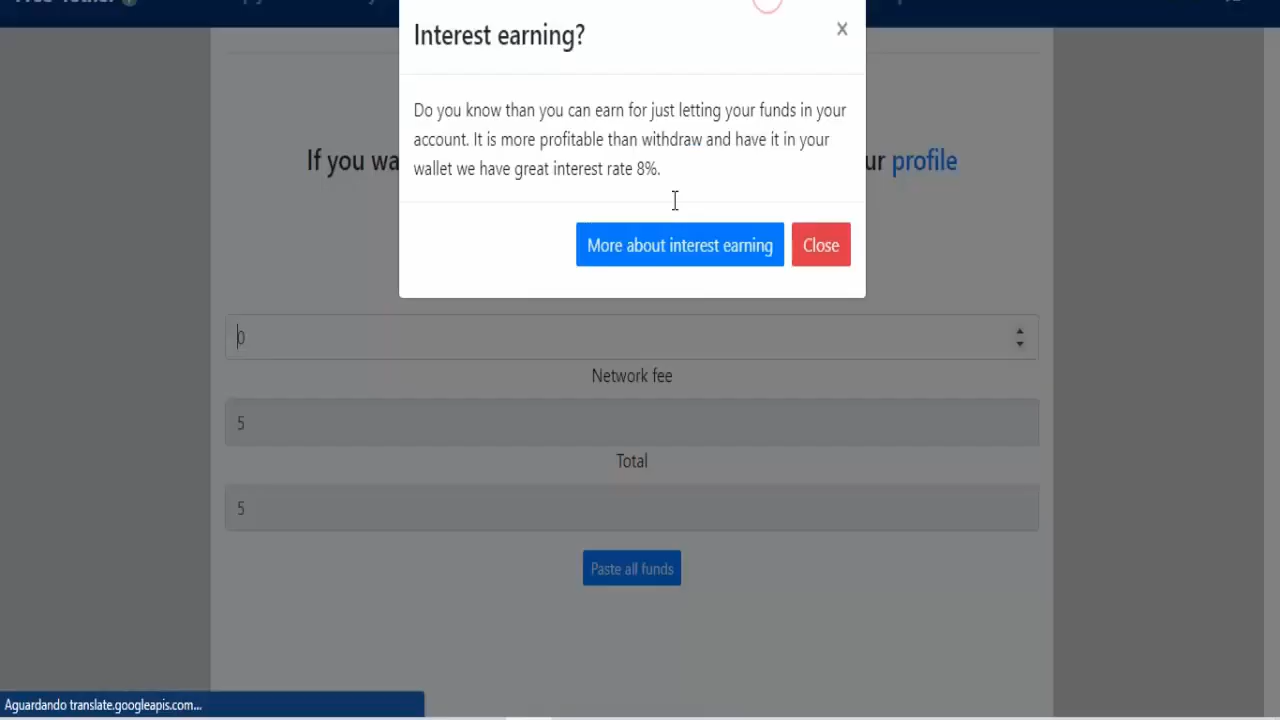 Interest earning?
×
Do you know than you can earn for just letting your funds in your
account. It is more profitable than withdraw and have it in your
wallet we have great interest rate 8%.
If you
profile
More about interest earning
Close
0
Network fee
5
Total
5
Paste all funds
Aguardando translate.googleapis.com...